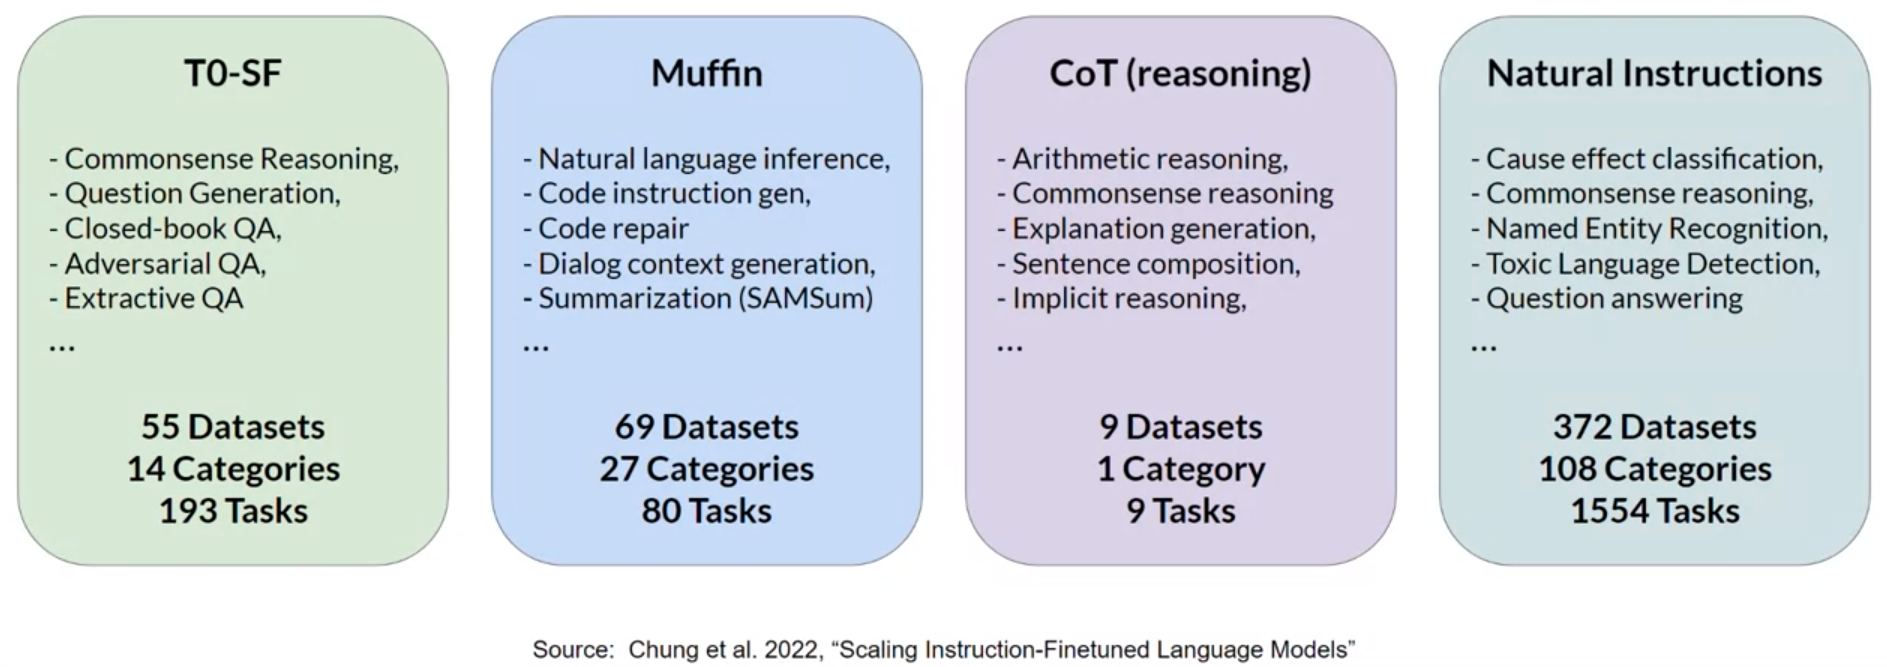 T0-SF
- Commonsense Reasoning,
- Question Generation,
- Closed-book QA,
- Adversarial QA,
- Extractive QA
...
55 Datasets
14 Categories
193 Tasks
Muffin
- Natural language inference,
- Code instruction gen,
- Code repair
- Dialog context generation,
- Summarization (SAMSum)
...
69 Datasets
27 Categories
80 Tasks
CoT (reasoning)
- Arithmetic reasoning,
- Commonsense reasoning
- Explanation generation,
- Sentence composition,
- Implicit reasoning,
...
9 Datasets
1 Category
9 Tasks
Natural Instructions
- Cause effect classification,
- Commonsense reasoning,
- Named Entity Recognition,
- Toxic Language Detection,
- Question answering
...
372 Datasets
108 Categories
1554 Tasks
Source:  Chung et al. 2022, “Scaling Instruction-Finetuned Language Models”